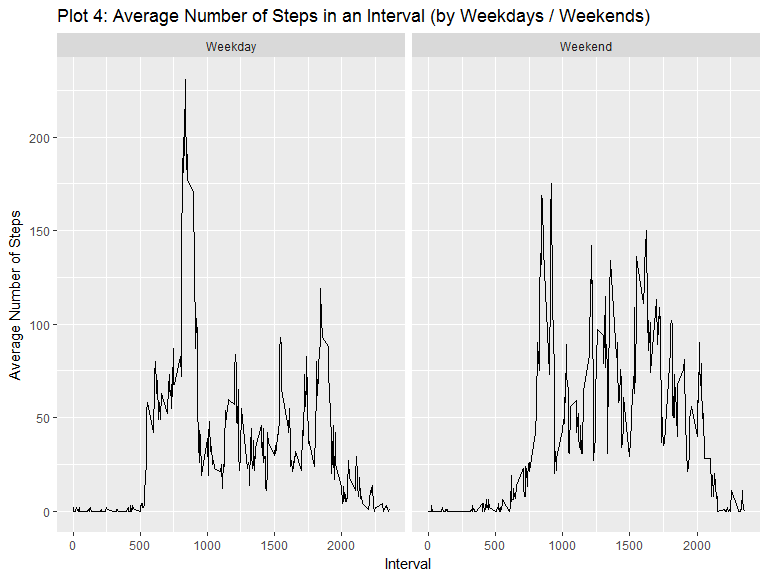 Plot 4: Average Number of Steps in an Interval (by Weekdays / Weekends)
Weekday
Weekend
Average Number of Steps
200
150
100
50
0
0 500 1000 1500 2000
0 500 1000 1500 2000
Interval